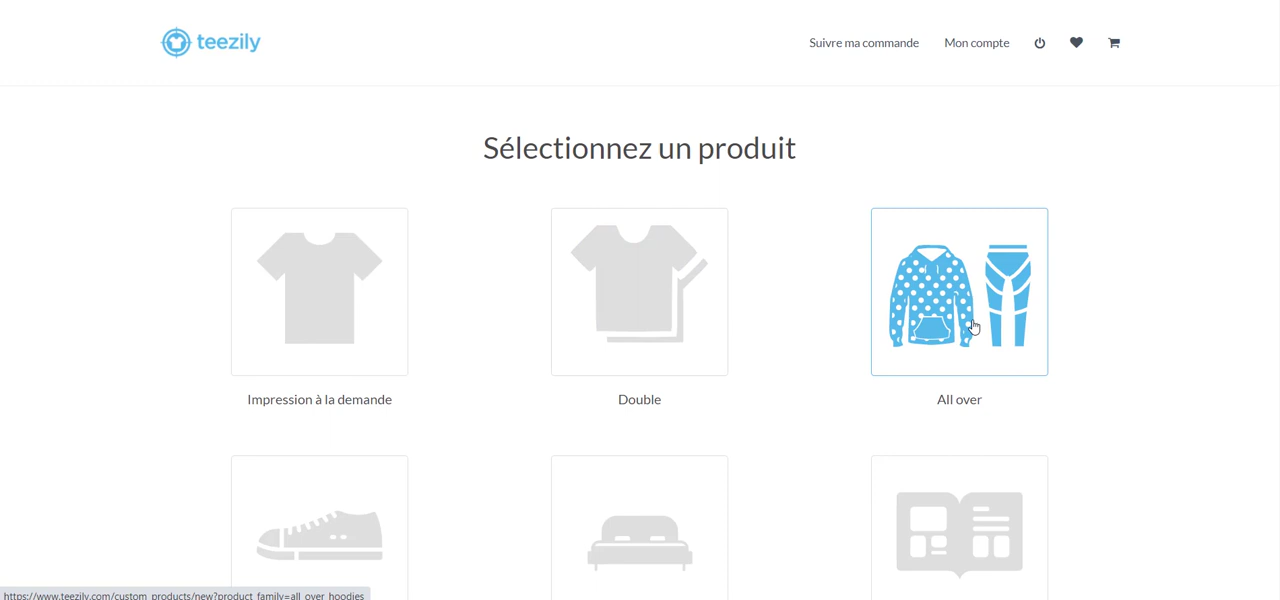 teezily
Suivre ma commande
Mon compte
Sélectionnez un produit
Impression à la demande
Double
All over
https://www.teezily.com/custom_products/new?product_family=all_over_hoodies